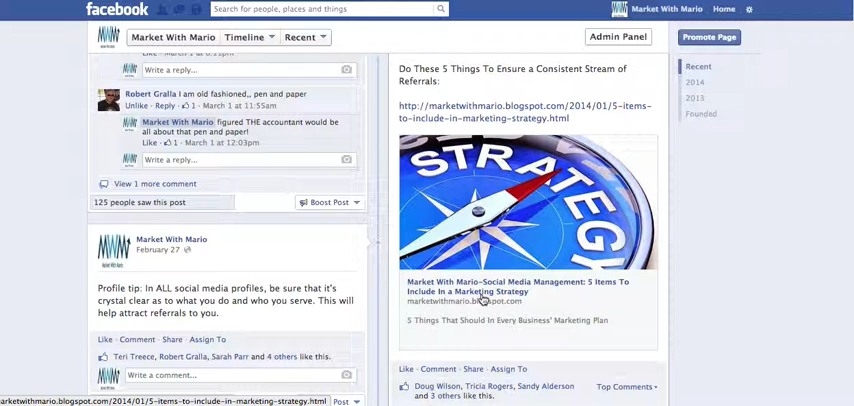 facebook
Search for people, places and things
Market With Mario
Home
MWM
Market With Mario
Timeline
Recent
Admin Panel
Promote Page
Recent
2014
2013
Founded
Write a reply...
Robert Gralla I am old fashioned,, pen and paper
Unlike · Reply · 1 · March 1 at 11:55am
Market With Mario figured THE accountant would be
all about that pen and paper!
Like · 1 · March 1 at 12:03pm
Write a reply...
View 1 more comment
125 people saw this post
Boost Post
MWM
Market With Mario
February 27
Profile tip: In ALL social media profiles, be sure that it's
crystal clear as to what you do and who you serve. This will
help attract referrals to you.
Like · Comment · Share · Assign To
Teri Treece, Robert Gralla, Sarah Parr and 4 others like this.
Write a comment...
arketwithmario.blogspot.com/2014/01/5-items-to-include-in-marketing-strategy.html
Post
Do These 5 Things To Ensure a Consistent Stream of
Referrals:
http://marketwithmario.blogspot.com/2014/01/5-items-
to-include-in-marketing-strategy.html
STRATEGY
Market With Mario-Social Media Management: 5 Items To
Include In a Marketing Strategy
marketwithmario.blogspot.com
5 Things That Should In Every Business' Marketing Plan
Like · Comment · Share · Assign To
Doug Wilson, Tricia Rogers, Sandy Alderson
and 3 others like this.
Top Comments